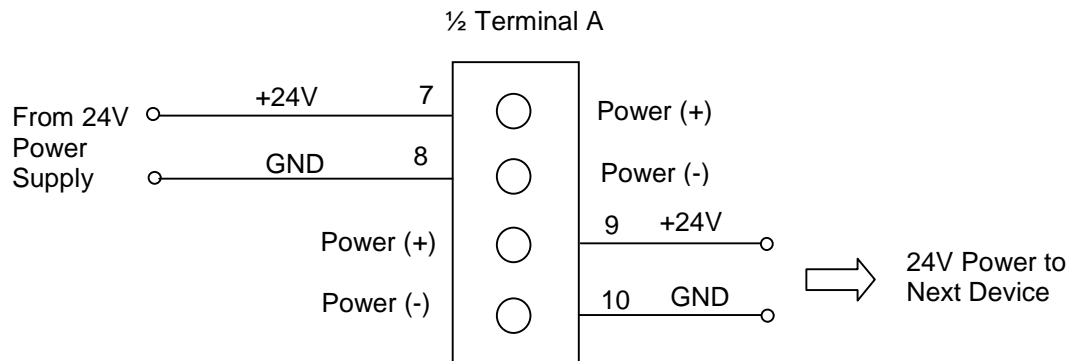 ½ Terminal A
From 24V
Power
Supply
+24V
7
Power (+)
GND
8
Power (-)
Power (+)
9
+24V
Power (-)
10
GND
24V Power to
Next Device